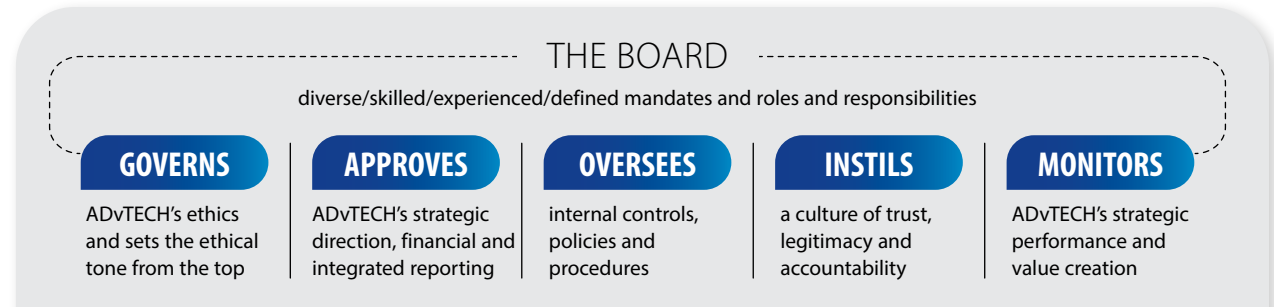 THE BOARD
diverse/skilled/experienced/defined mandates and roles and responsibilities
GOVERNS
ADvTECH's ethics
and sets the ethical
tone from the top
APPROVES
ADvTECH's strategic
direction, financial and
integrated reporting
OVERSEES
internal controls,
policies and
procedures
INSTILS
a culture of trust,
legitimacy and
accountability
MONITORS
ADvTECH's strategic
performance and
value creation